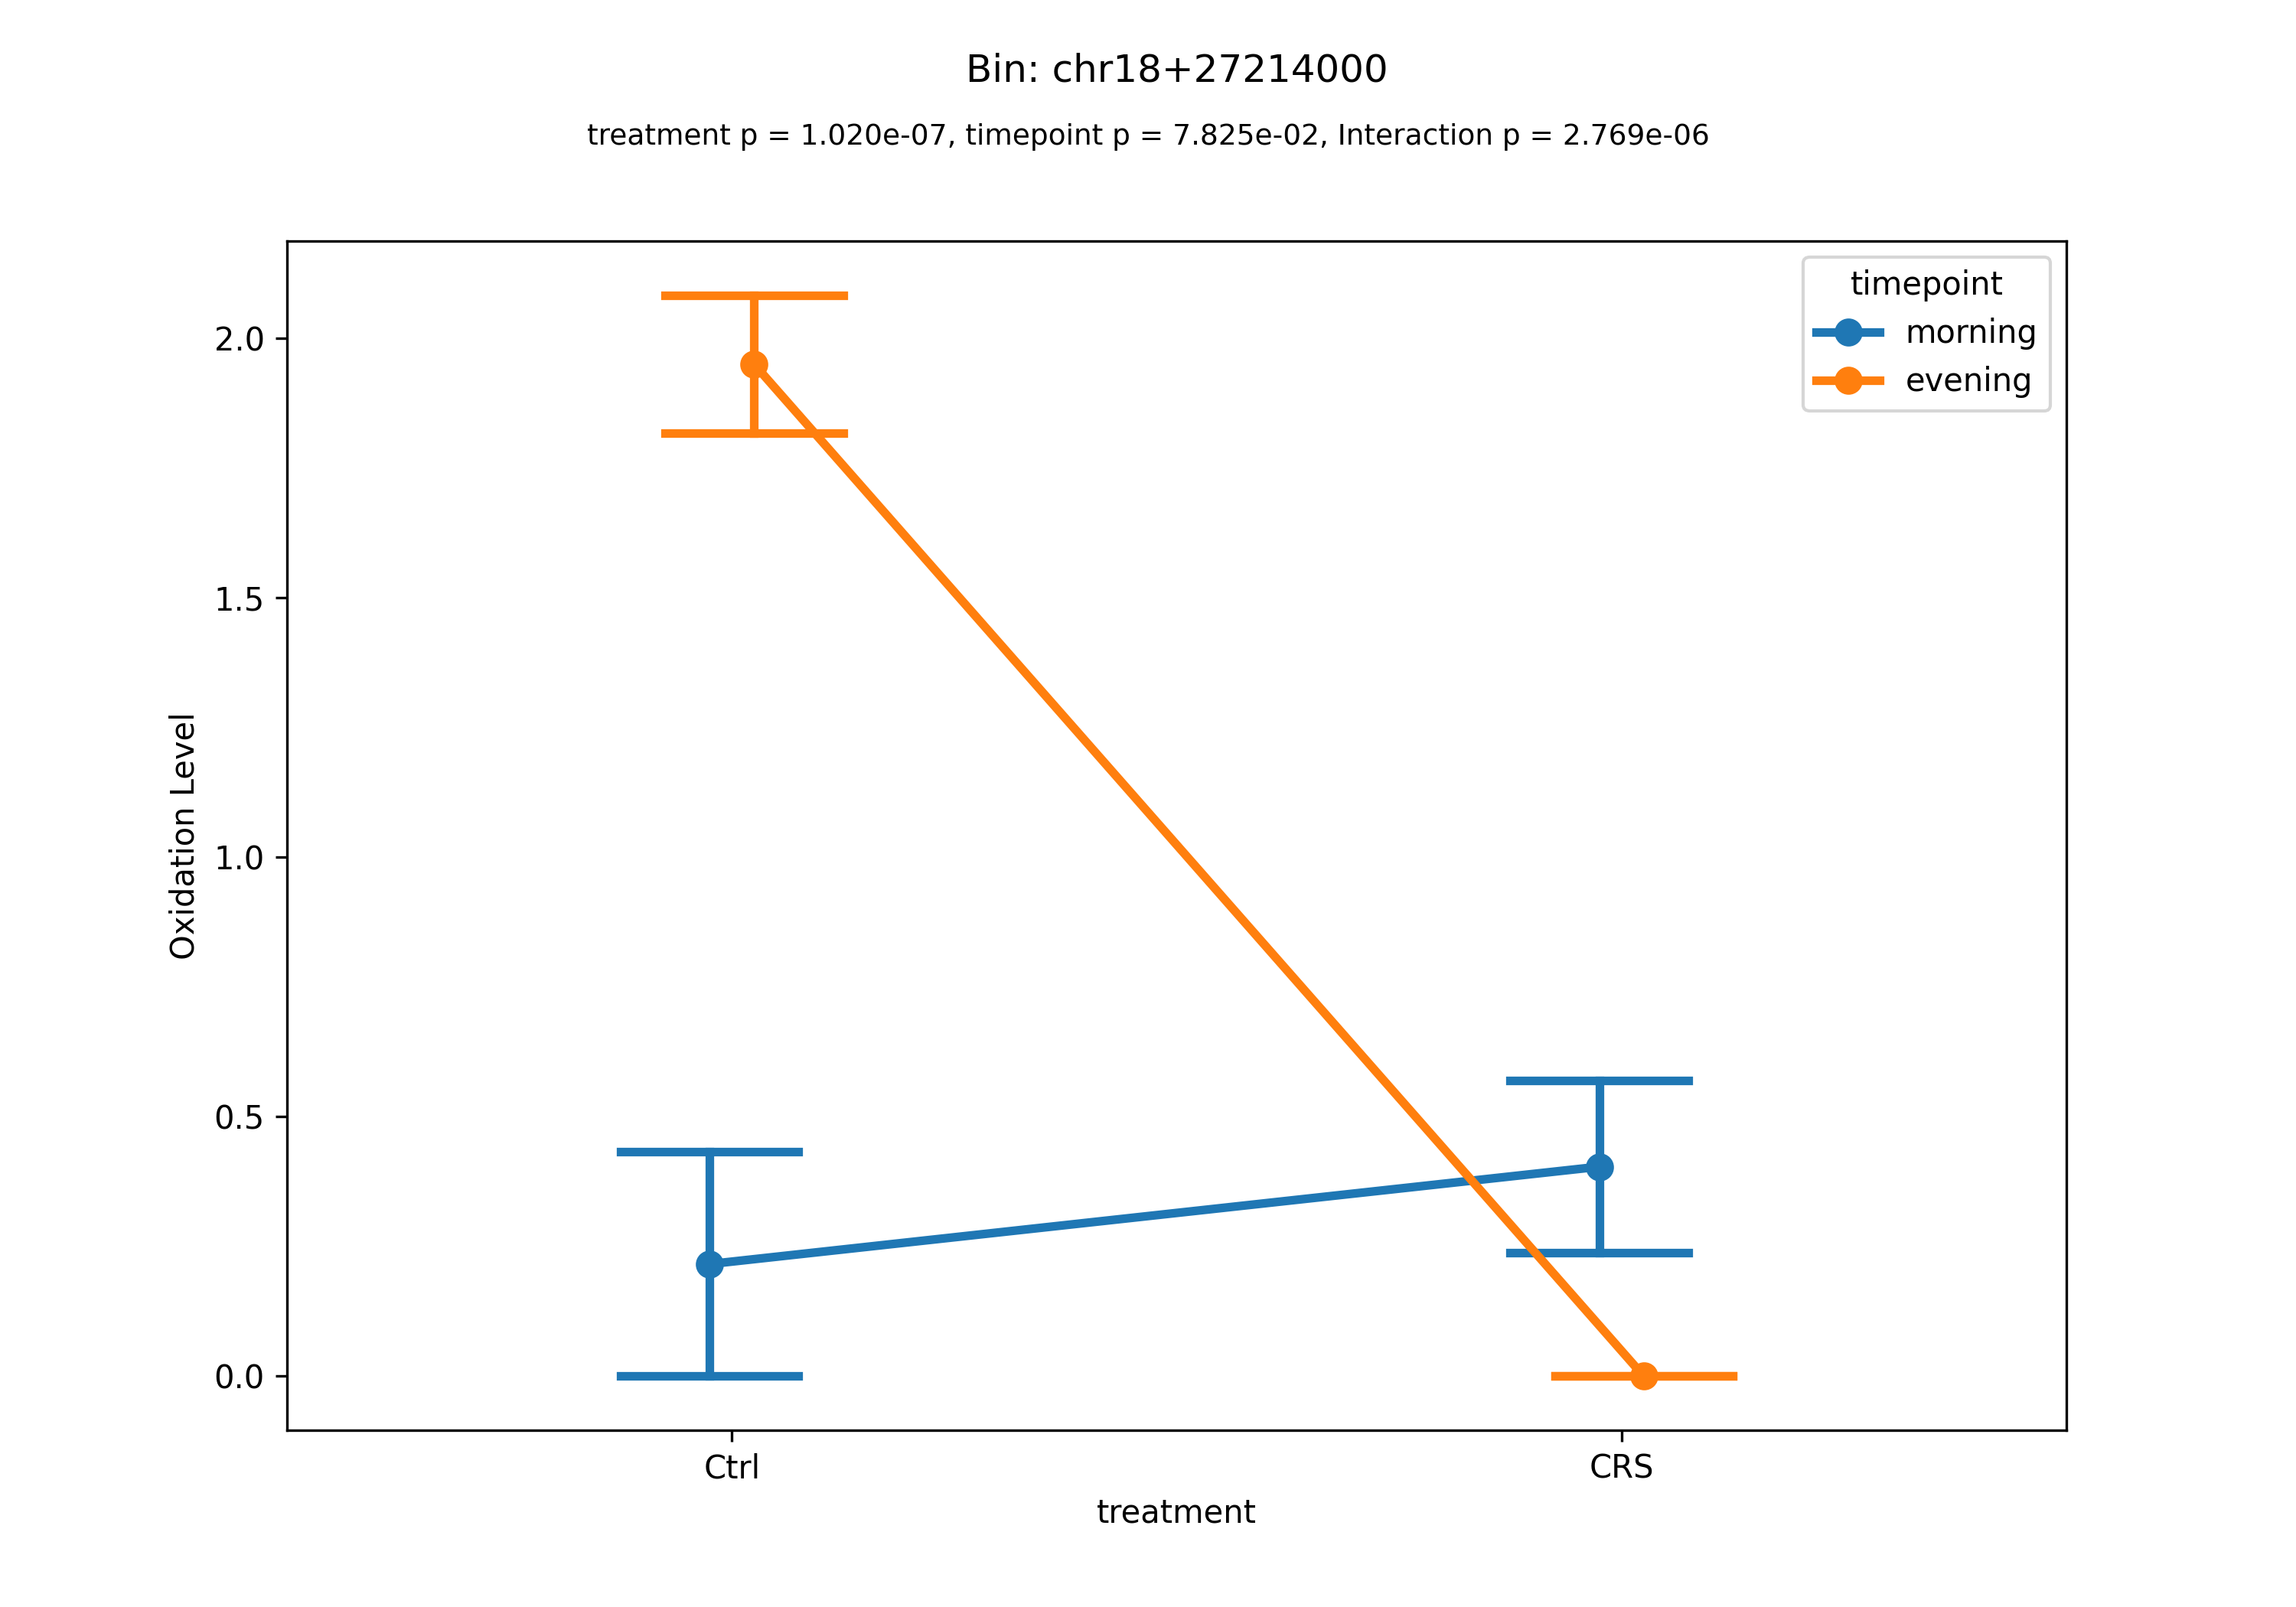 Bin: chr18+27214000
treatment p = 1.020e-07, timepoint p = 7.825e-02, Interaction p = 2.769e-06
timepoint
morning
evening
2.0
1.5
1.0
0.5
0.0
Oxidation Level
Ctrl
CRS
treatment